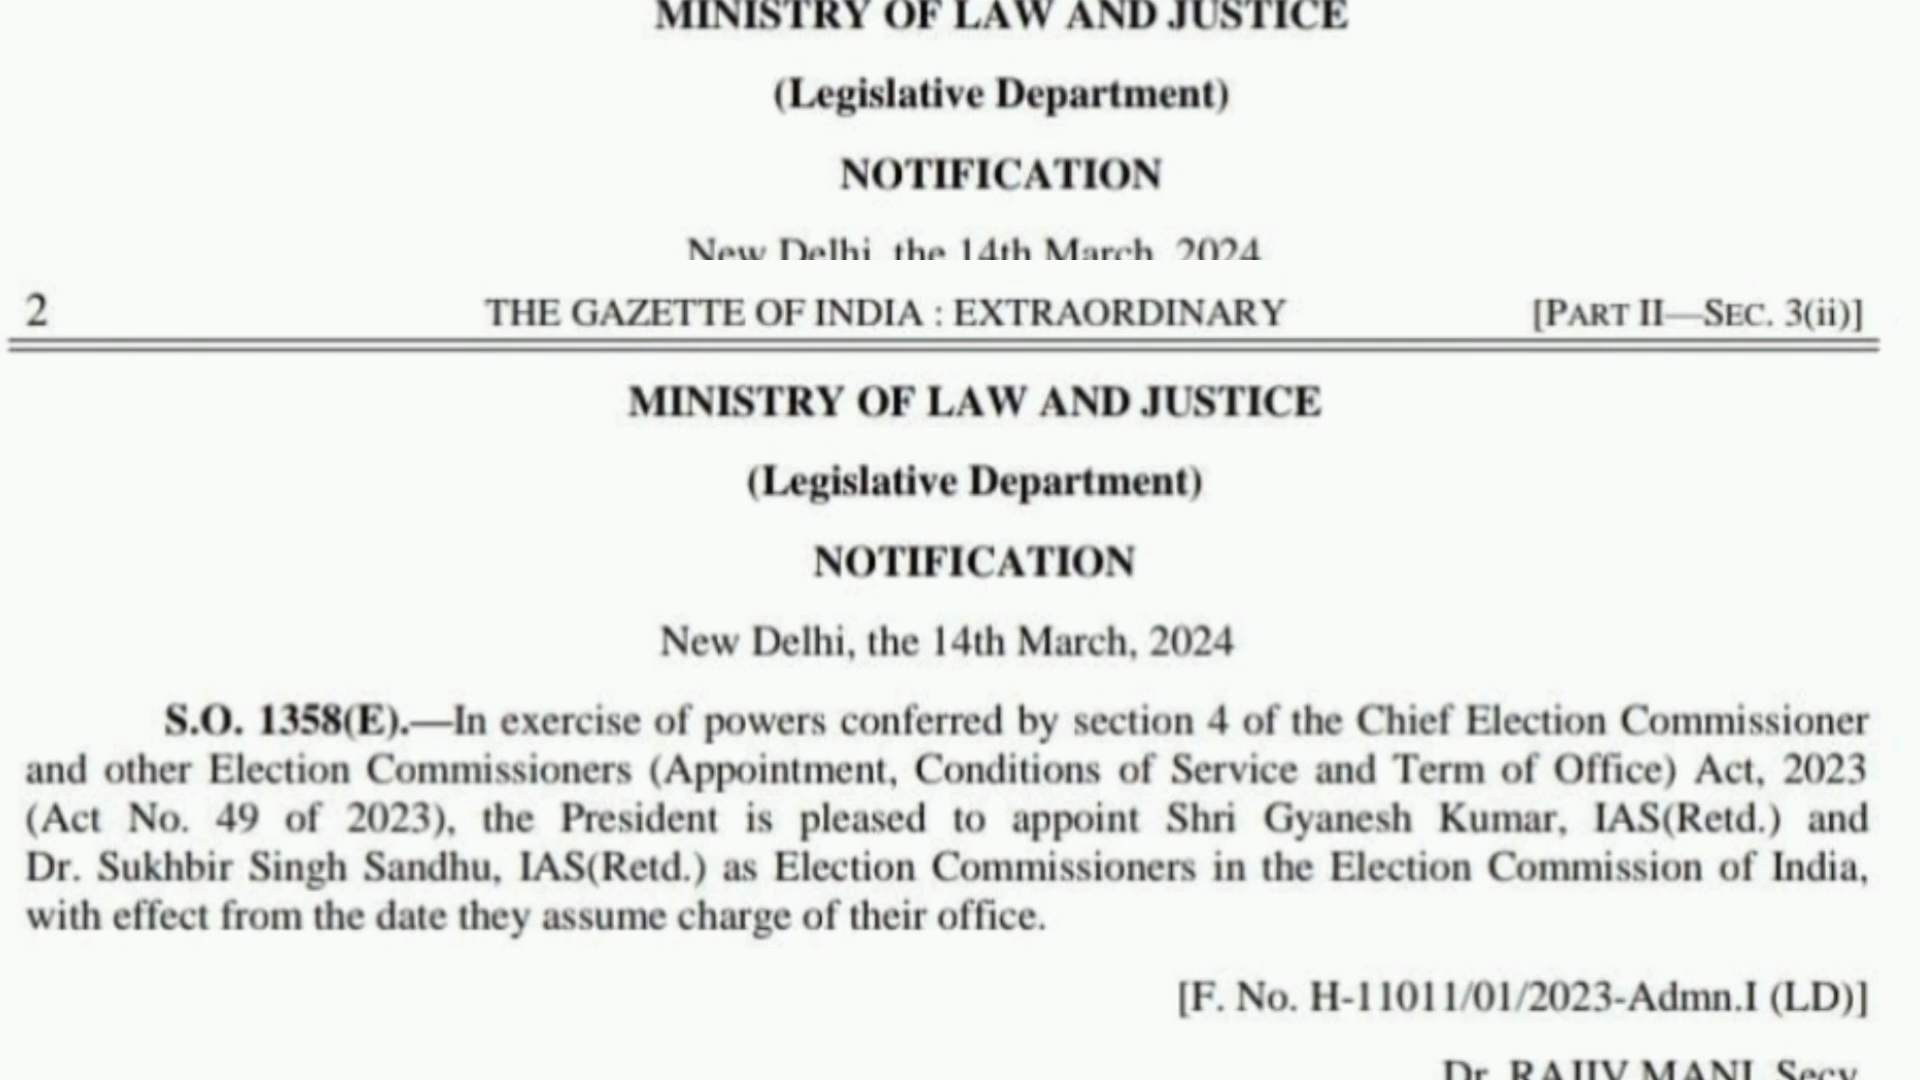 MINISTRY OF LAW AND JUSTICE
(Legislative Department)
NOTIFICATION
New Delhi, the 14th March, 2024
2 THE GAZETTE OF INDIA : EXTRAORDINARY [PART II—SEC. 3(ii)]
MINISTRY OF LAW AND JUSTICE
(Legislative Department)
NOTIFICATION
New Delhi, the 14th March, 2024
S.O. 1358(E).—In exercise of powers conferred by section 4 of the Chief Election Commissioner
and other Election Commissioners (Appointment, Conditions of Service and Term of Office) Act, 2023
(Act No. 49 of 2023), the President is pleased to appoint Shri Gyanesh Kumar, IAS(Retd.) and
Dr. Sukhbir Singh Sandhu, IAS(Retd.) as Election Commissioners in the Election Commission of India,
with effect from the date they assume charge of their office.
[F. No. H-11011/01/2023-Admn.I (LD)]
Dr. RAJIV MANI, Secy.